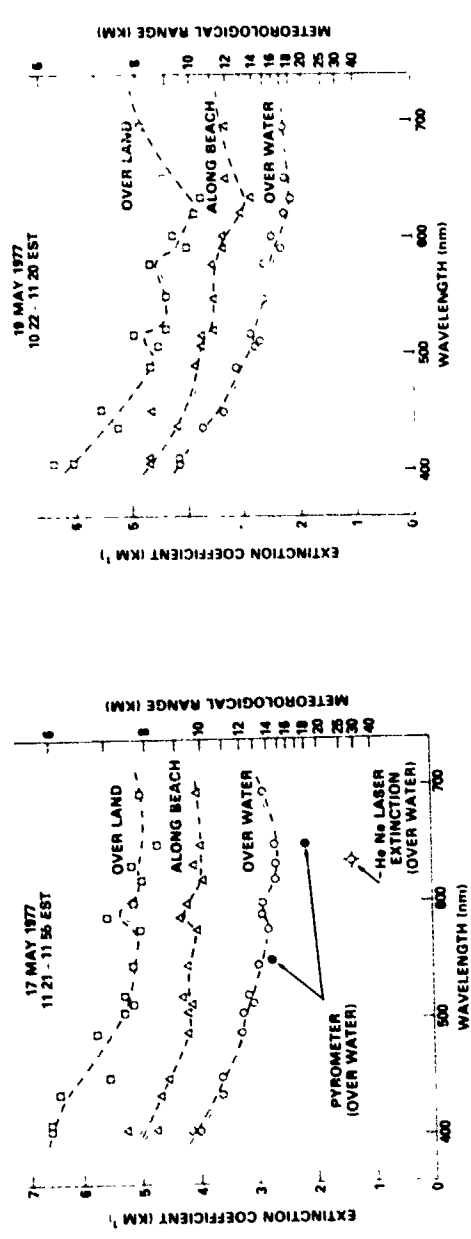 17 MAY 1977
11 21 - 11 56 EST
EXTINCTION COEFFICIENT (KM ¹)
7
6
5
4
3
2
1
0
OVER LAND
ALONG BEACH
OVER WATER
PYROMETER
(OVER WATER)
He Ne LASER
EXTINCTION
(OVER WATER)
METEOROLOGICAL RANGE (KM)
6
8
10
12
14
16
18
20
25
30
40
400
500
600
700
WAVELENGTH (nm)
19 MAY 1977
10 22 - 11 20 EST
EXTINCTION COEFFICIENT (KM ¹)
6
5
0
OVER LAND
ALONG BEACH
OVER WATER
METEOROLOGICAL RANGE (KM)
6
8
10
12
14
16
18
20
25
30
40
400
500
600
700
WAVELENGTH (nm)